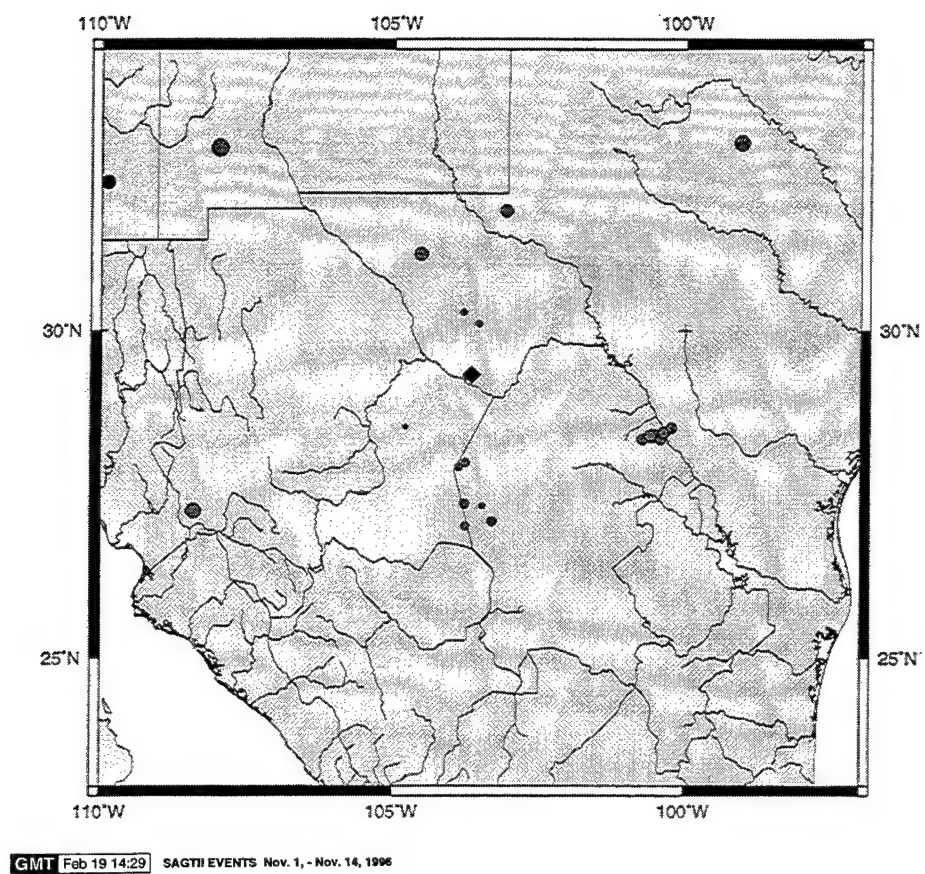 110°W 105°W 100°W
30°N 30°N
25°N 25°N
110°W 105°W 100°W
GMT Feb 19 14:29 SAGTII EVENTS Nov. 1, - Nov. 14, 1996